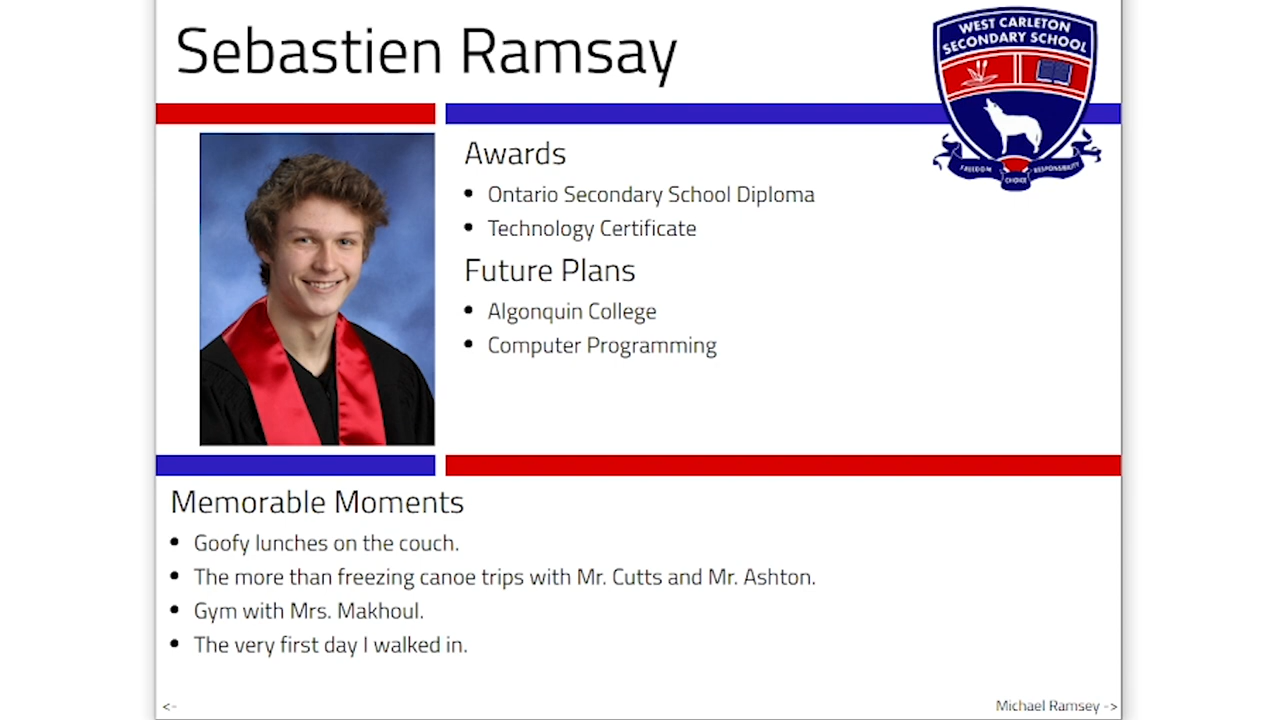 Sebastien Ramsay
WEST CARLETON
SECONDARY SCHOOL
FREEDOM
CHOICE
RESPONSIBILITY
Awards
• Ontario Secondary School Diploma
• Technology Certificate
Future Plans
• Algonquin College
• Computer Programming
Memorable Moments
• Goofy lunches on the couch.
• The more than freezing canoe trips with Mr. Cutts and Mr. Ashton.
• Gym with Mrs. Makhoul.
• The very first day I walked in.
<-
Michael Ramsey ->